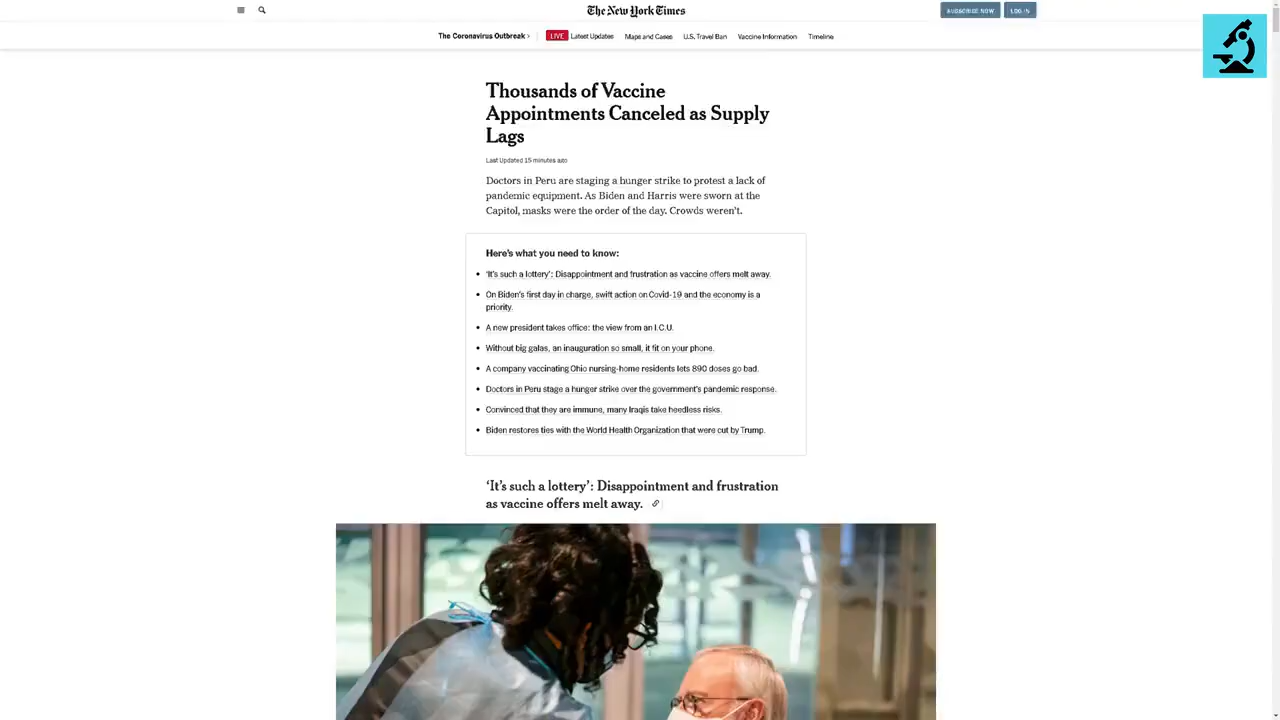 The New York Times
SUBSCRIBE NOW
LOG IN
The Coronavirus Outbreak ›
LIVE Latest Updates
Maps and Cases
U.S. Travel Ban
Vaccine Information
Timeline
Thousands of Vaccine
Appointments Canceled as Supply
Lags
Last Updated 15 minutes ago
Doctors in Peru are staging a hunger strike to protest a lack of
pandemic equipment. As Biden and Harris were sworn at the
Capitol, masks were the order of the day. Crowds weren’t.
Here’s what you need to know:
‘It’s such a lottery’: Disappointment and frustration as vaccine offers melt away.
On Biden’s first day in charge, swift action on Covid-19 and the economy is a
priority.
A new president takes office: the view from an I.C.U.
Without big galas, an inauguration so small, it fit on your phone.
A company vaccinating Ohio nursing-home residents lets 890 doses go bad.
Doctors in Peru stage a hunger strike over the government’s pandemic response.
Convinced that they are immune, many Iraqis take heedless risks.
Biden restores ties with the World Health Organization that were cut by Trump.
‘It’s such a lottery’: Disappointment and frustration
as vaccine offers melt away.